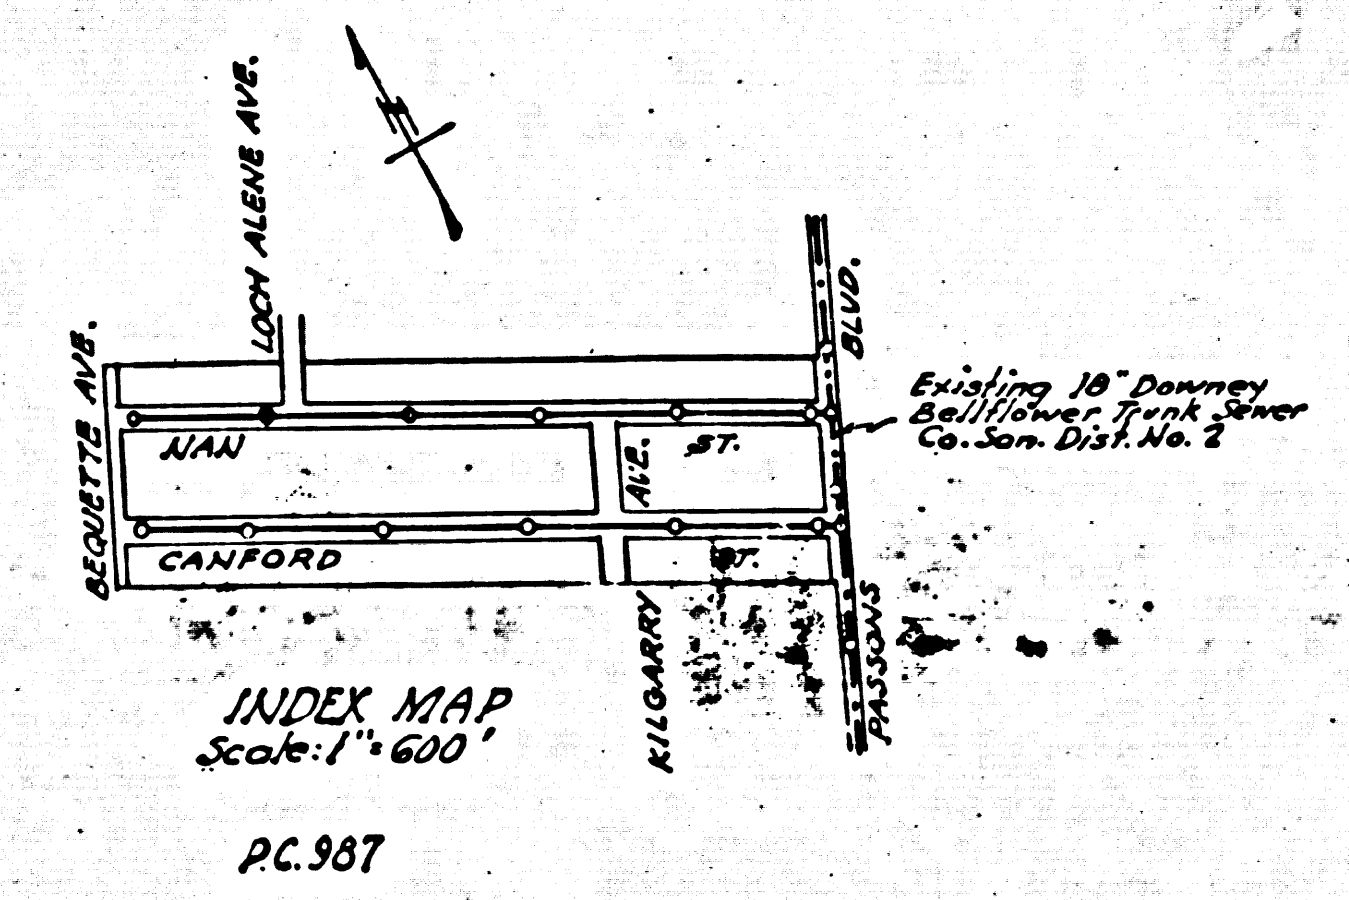 LOCH ALENE AVE.
N
BLVD.
BEQUETTE AVE.
Existing 18" Downey
Bellflower Trunk Sewer
Co. San. Dist. No. 2
NAN
AVE.
ST.
CANFORD
ST.
KILGARRY
PASSONS
INDEX MAP
Scale: 1" = 600'
P.C. 987